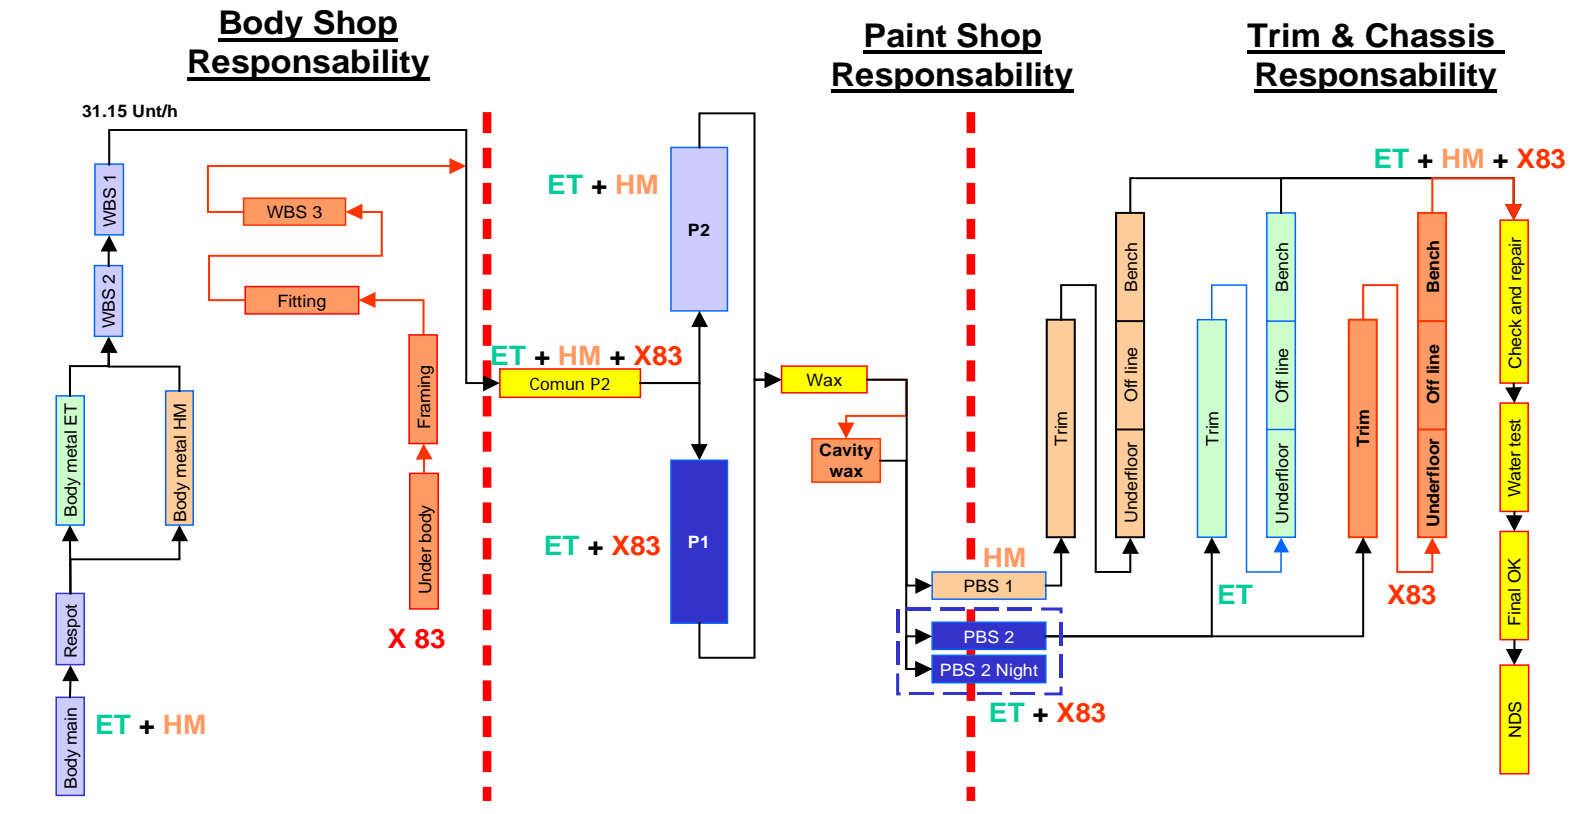 Body Shop
Responsability
Paint Shop
Responsability
Trim & Chassis
Responsability
31.15 Unt/h
WBS 1
WBS 2
WBS 3
Fitting
Framing
Under body
X 83
Body metal ET
Body metal HM
Respot
Body main
ET + HM
ET + HM
P2
ET + HM + X83
Comun P2
ET + X83
P1
Wax
Cavity
wax
HM
PBS 1
PBS 2
PBS 2 Night
ET + X83
Trim
Bench
Off line
Underfloor
Trim
Bench
Off line
Underfloor
ET
Trim
Bench
Off line
Underfloor
X83
ET + HM + X83
Check and repair
Water test
Final OK
NDS